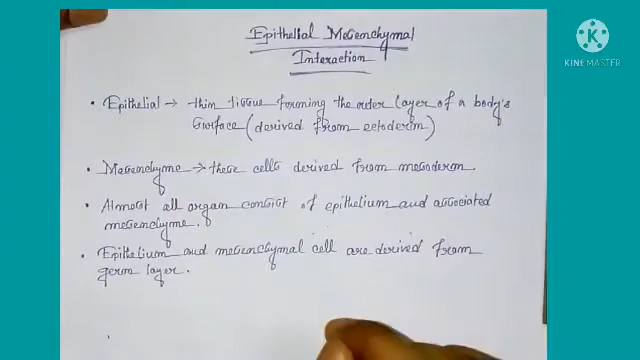 Epithelial Mesenchymal
Interaction
• Epithelial → thin tissue forming the outer layer of a body's
surface (derived from ectoderm)
• Mesenchyme → these cells derived from mesoderm.
• Almost all organ consist of epithelium and associated
mesenchyme.
• Epithelium and mesenchymal cell are derived from
germ layer.
K
KINEMASTER